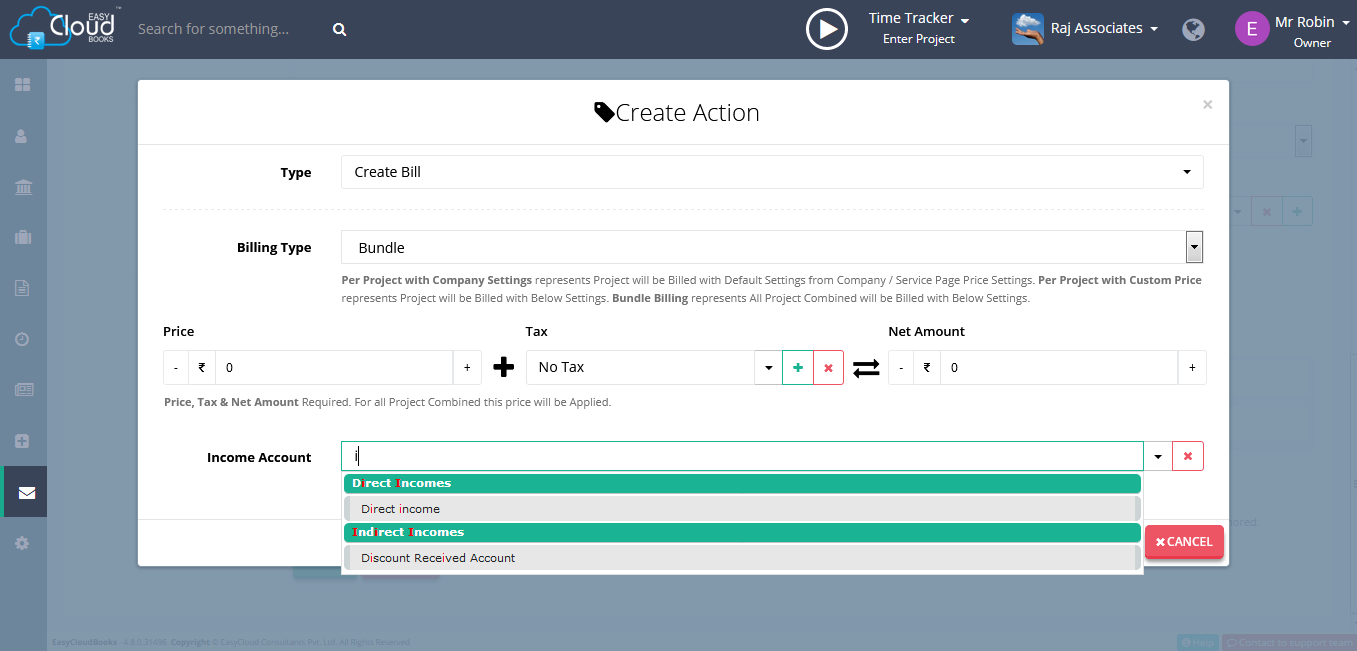 EASY
Cloud
BOOKS
™
Search for something...
Time Tracker
Enter Project
Raj Associates
E
Mr Robin
Owner
Create Action
×
Type
Create Bill
Billing Type
Bundle
Per Project with Company Settings represents Project will be Billed with Default Settings from Company / Service Page Price Settings. Per Project with Custom Price
represents Project will be Billed with Below Settings. Bundle Billing represents All Project Combined will be Billed with Below Settings.
Price
Tax
Net Amount
- ₹ 0 +
No Tax
- ₹ 0 +
Price, Tax & Net Amount Required. For all Project Combined this price will be Applied.
Income Account
i
Direct Incomes
Direct income
Indirect Incomes
Discount Received Account
CANCEL
Copyright © EasyCloud Consultants Pvt. Ltd. All Rights Reserved
Help
Contact to support team